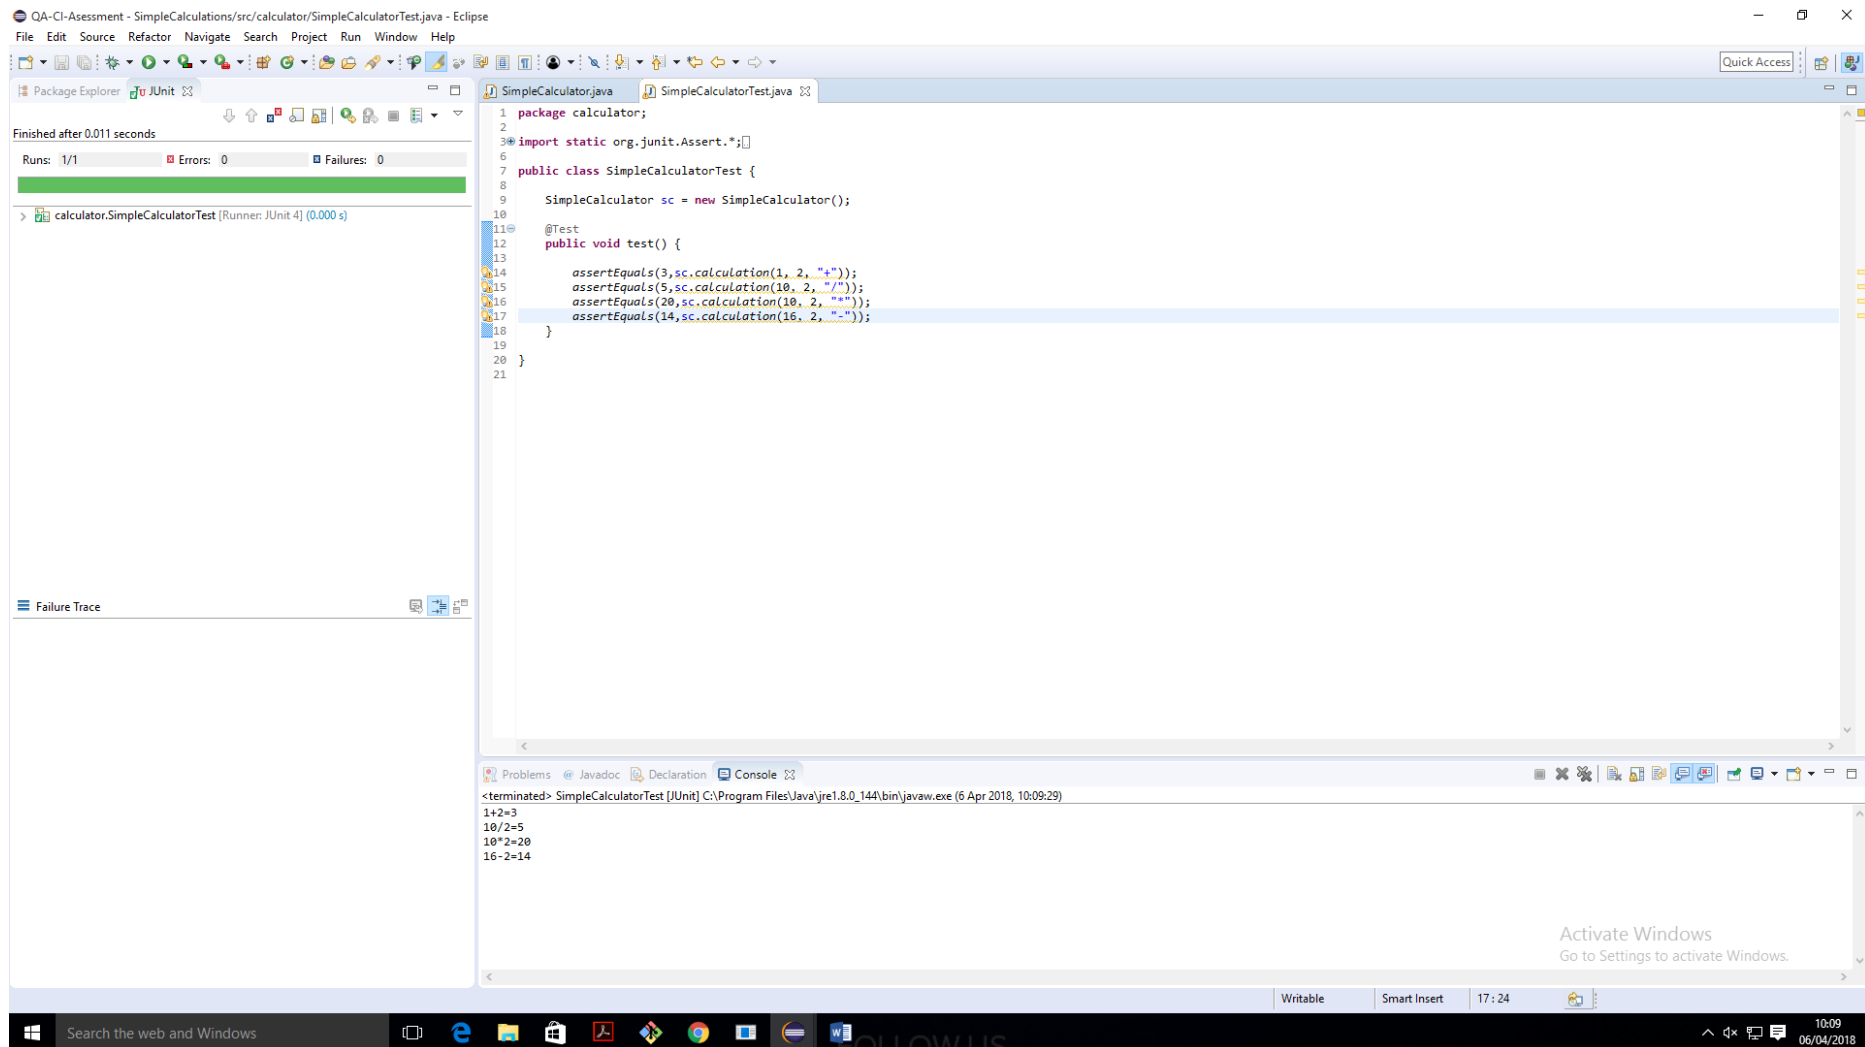 QA-CI-Asessment - SimpleCalculations/src/calculator/SimpleCalculatorTest.java - Eclipse
File Edit Source Refactor Navigate Search Project Run Window Help
Quick Access
Package Explorer JUnit
Finished after 0.011 seconds
Runs: 1/1 Errors: 0 Failures: 0
calculator.SimpleCalculatorTest [Runner: JUnit 4] (0.000 s)
Failure Trace
SimpleCalculator.java SimpleCalculatorTest.java
1 package calculator;
2
3 import static org.junit.Assert.*;
6
7 public class SimpleCalculatorTest {
8
9 SimpleCalculator sc = new SimpleCalculator();
10
11 @Test
12 public void test() {
13
14 assertEquals(3,sc.calculation(1, 2, "+"));
15 assertEquals(5,sc.calculation(10, 2, "/"));
16 assertEquals(20,sc.calculation(10, 2, "*"));
17 assertEquals(14,sc.calculation(16, 2, "-"));
18 }
19
20 }
21
Problems Javadoc Declaration Console
<terminated> SimpleCalculatorTest [JUnit] C:\Program Files\Java\jre1.8.0_144\bin\javaw.exe (6 Apr 2018, 10:09:29)
1+2=3
10/2=5
10*2=20
16-2=14
Activate Windows
Go to Settings to activate Windows.
Writable Smart Insert 17 : 24
Search the web and Windows
FOLLOW US
10:09
06/04/2018